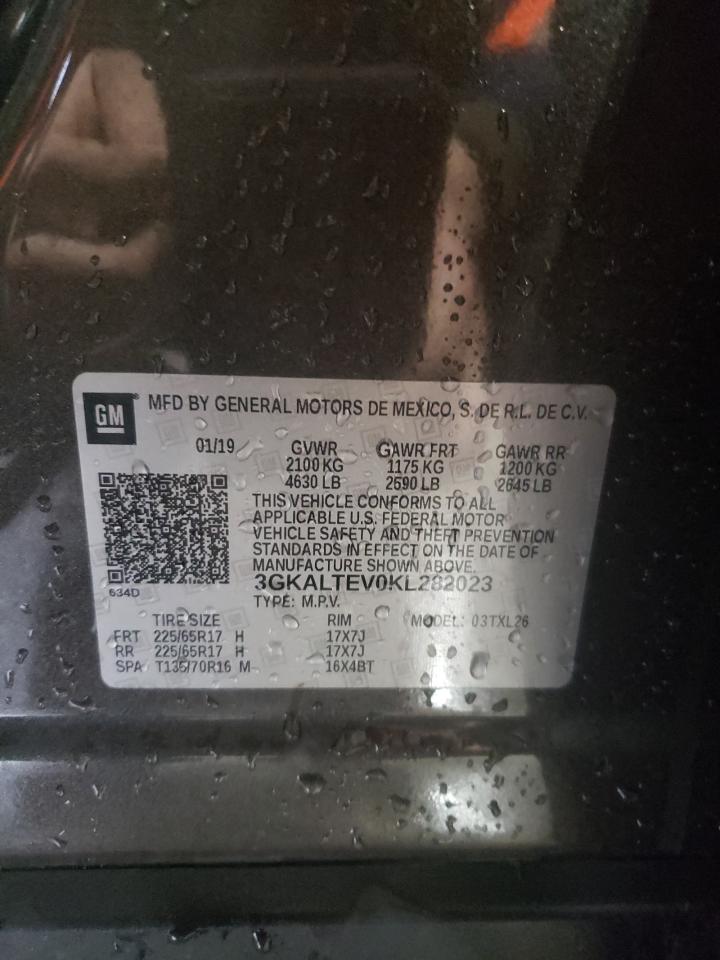 GM
MFD BY GENERAL MOTORS DE MEXICO, S. DE R.L. DE C.V.
01/19 GVWR GAWR FRT GAWR RR
2100 KG 1175 KG 1200 KG
4630 LB 2590 LB 2645 LB
THIS VEHICLE CONFORMS TO ALL
APPLICABLE U.S. FEDERAL MOTOR
VEHICLE SAFETY AND THEFT PREVENTION
STANDARDS IN EFFECT ON THE DATE OF
MANUFACTURE SHOWN ABOVE.
3GKALTEV0KL282023
634D
TYPE: M.P.V.
TIRE SIZE RIM MODEL: 03TXL26
FRT 225/65R17 H 17X7J
RR 225/65R17 H 17X7J
SPA T135/70R16 M 16X4BT